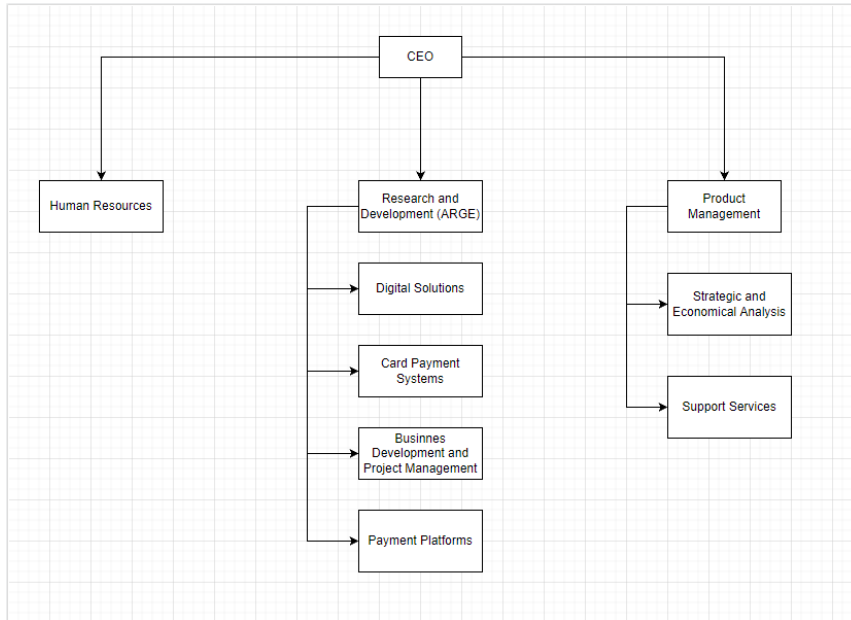 CEO
Human Resources
Research and
Development (ARGE)
Product
Management
Digital Solutions
Strategic and
Economical Analysis
Card Payment
Systems
Support Services
Businnes
Development and
Project Management
Payment Platforms